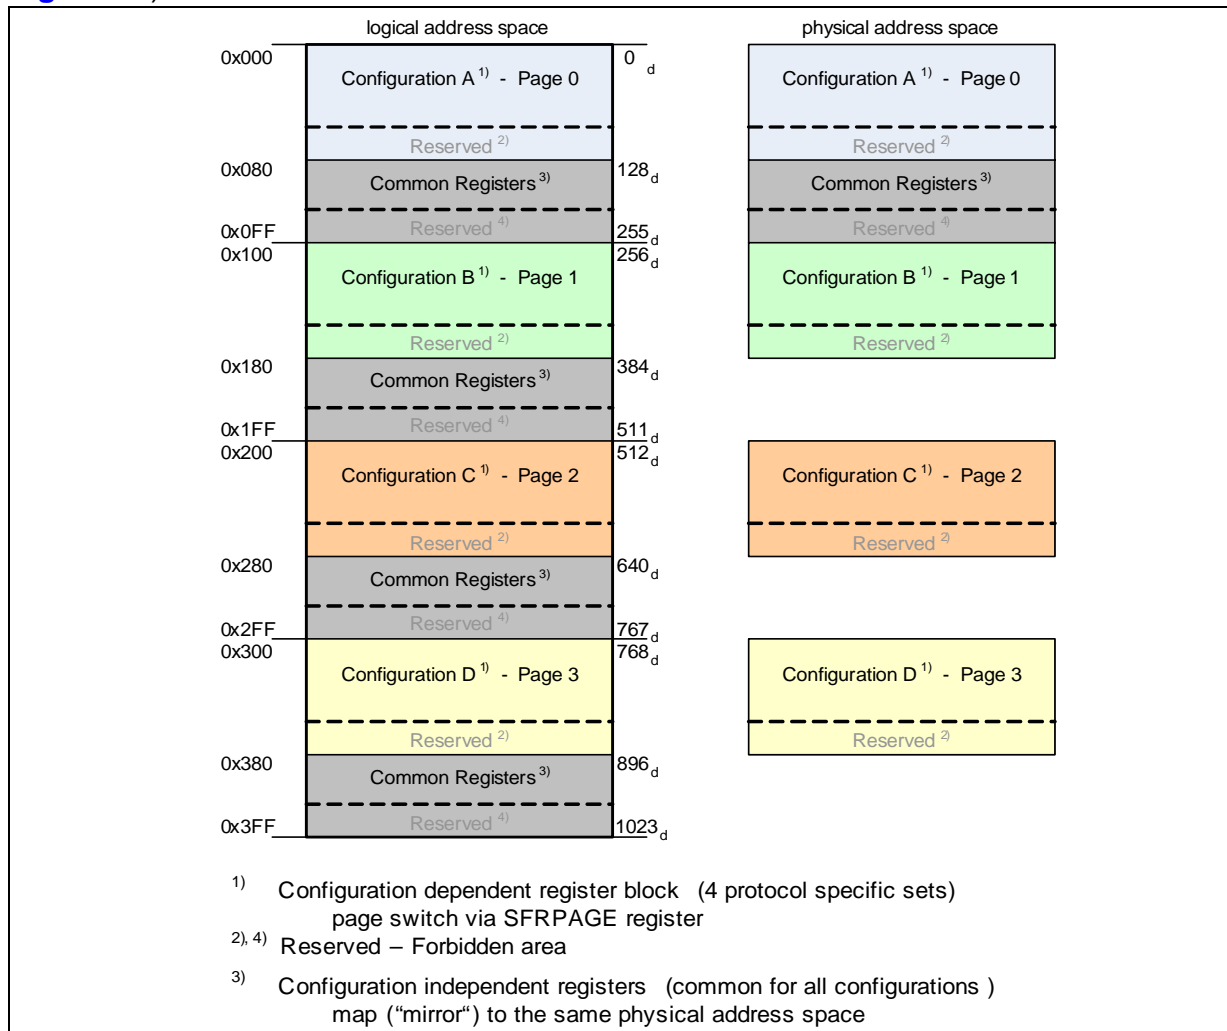 logical address space physical address space
0x000 0 d
Configuration A 1) - Page 0 Configuration A 1) - Page 0
Reserved 2) Reserved 2)
0x080 128 d
Common Registers 3) Common Registers 3)
Reserved 4) Reserved 4)
0x0FF 255 d
0x100 256 d
Configuration B 1) - Page 1 Configuration B 1) - Page 1
Reserved 2) Reserved 2)
0x180 384 d
Common Registers 3)
Reserved 4)
0x1FF 511 d
0x200 512 d
Configuration C 1) - Page 2 Configuration C 1) - Page 2
Reserved 2) Reserved 2)
0x280 640 d
Common Registers 3)
Reserved 4)
0x2FF 767 d
0x300 768 d
Configuration D 1) - Page 3 Configuration D 1) - Page 3
Reserved 2) Reserved 2)
0x380 896 d
Common Registers 3)
Reserved 4)
0x3FF 1023 d
1) Configuration dependent register block (4 protocol specific sets)
page switch via SFRPAGE register
2), 4) Reserved – Forbidden area
3) Configuration independent registers (common for all configurations )
map (“mirror“) to the same physical address space